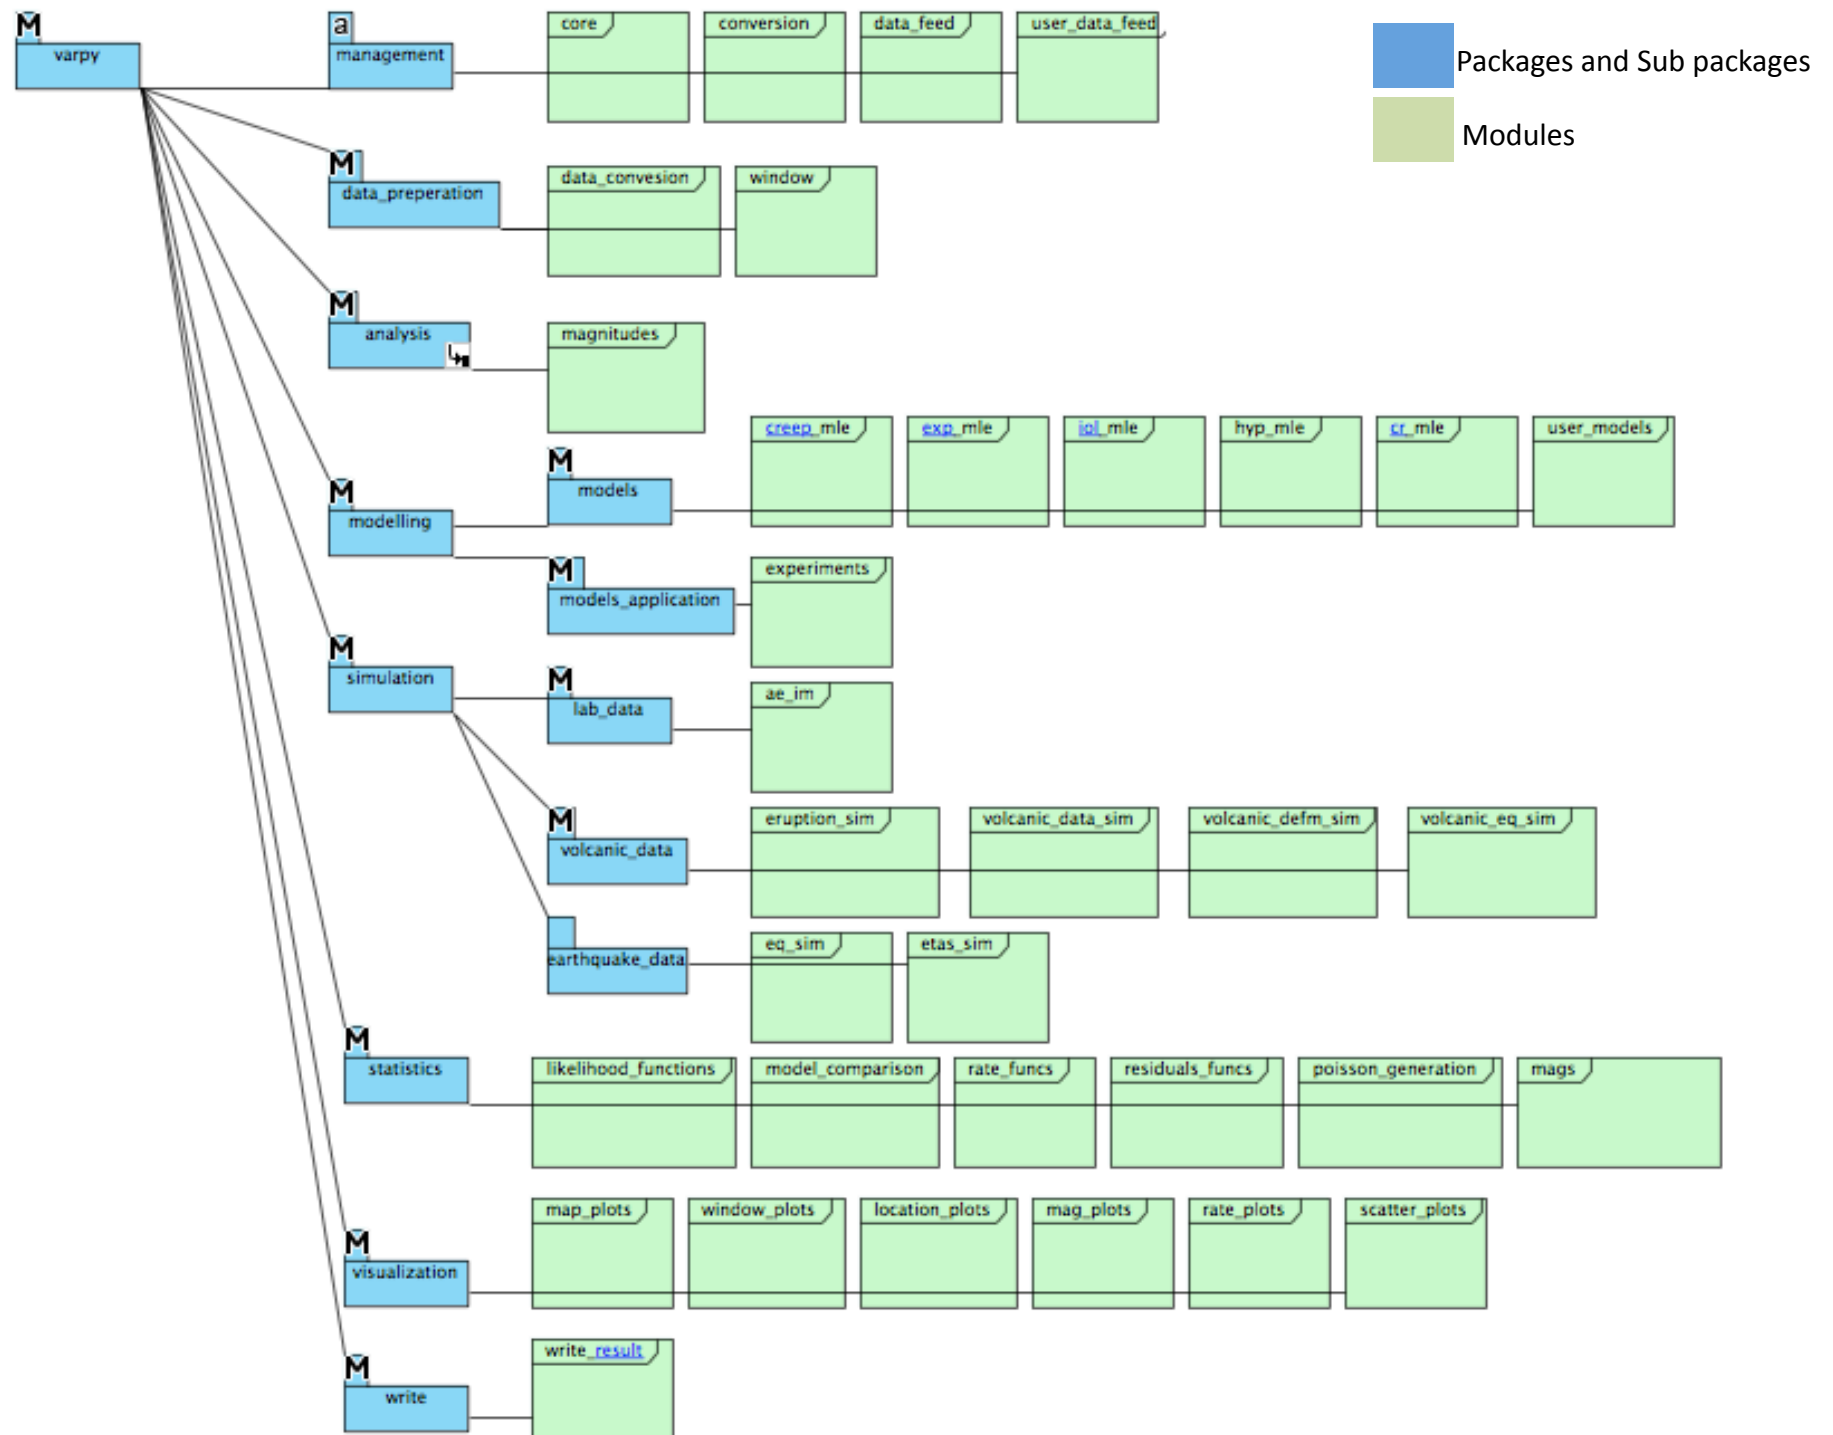 M
varpy
a
management
core
conversion
data_feed
user_data_feed
Packages and Sub packages
Modules
M
data_preperation
data_convesion
window
M
analysis
magnitudes
M
modelling
M
models
creep_mle
exp_mle
iol_mle
hyp_mle
cr_mle
user_models
M
models_application
experiments
M
simulation
M
lab_data
ae_im
M
volcanic_data
eruption_sim
volcanic_data_sim
volcanic_defm_sim
volcanic_eq_sim
earthquake_data
eq_sim
etas_sim
M
statistics
likelihood_functions
model_comparison
rate_funcs
residuals_funcs
poisson_generation
mags
M
visualization
map_plots
window_plots
location_plots
mag_plots
rate_plots
scatter_plots
M
write
write_result